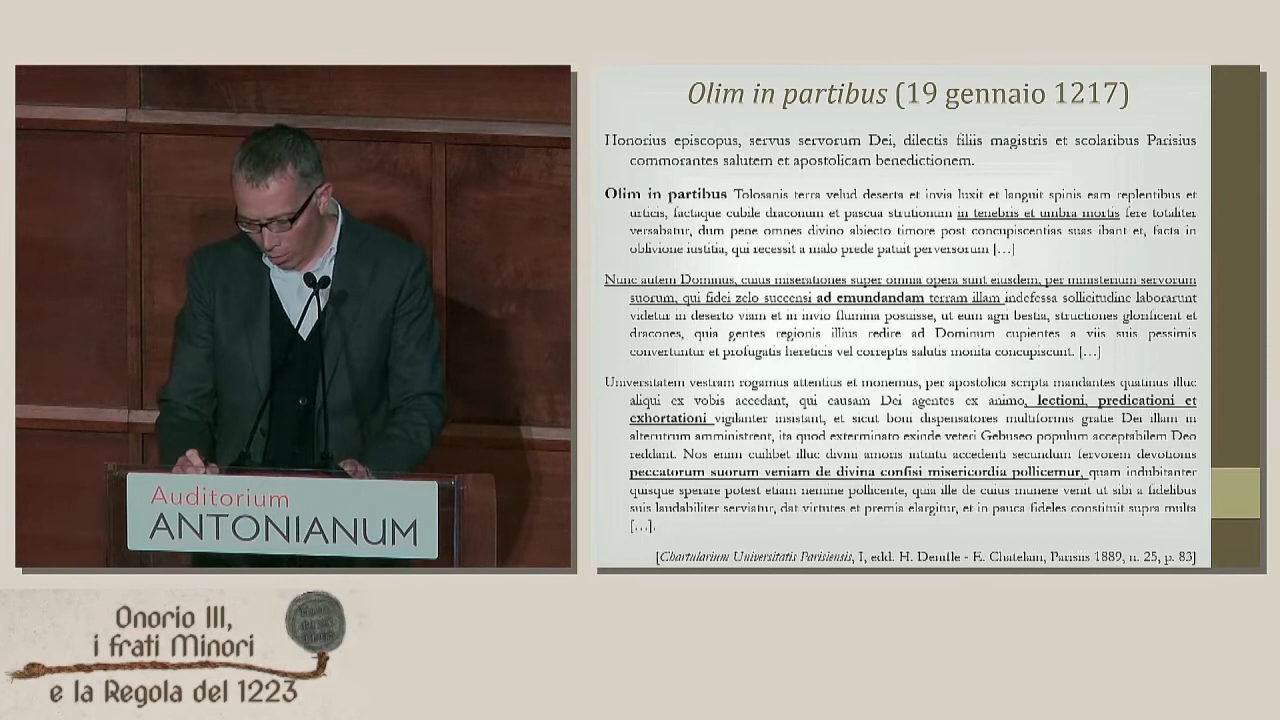 Olim in partibus (19 gennaio 1217)
Honorius episcopus, servus servorum Dei, dilectis filiis magistris et scolaribus Parisius
commorantes salutem et apostolicam benedictionem.
Olim in partibus Tolosanis terra velud deserta et invia luxit et languit spinis eam replentibus et
urticis, factaque cubile draconum et pascua strutionum in tenebris et umbra mortis fere totaliter
versabatur, dum pene omnes divino abiecto timore post concupiscentias suas ibant et, facta in
oblivione iustitia, qui recessit a malo prede patuit perversorum [...]
Nunc autem Dominus, cuius miserationes super omnia opera sunt eiusdem, per ministerium servorum
suorum, qui fidei zelo succensi ad emundandam terram illam indefessa sollicitudine laborarunt
videtur in deserto viam et in invio flumina posuisse, ut eum agri bestia, structiones glorificent et
dracones, quia gentes regionis illius redire ad Dominum cupientes a viis suis pessimis
convertuntur et profugatis hereticis vel correptis salutis monita concupiscunt. [...]
Universitatem vestram rogamus attentius et monemus, per apostolica scripta mandantes quatinus illuc
aliqui ex vobis accedant, qui causam Dei agentes ex animo, lectioni, predicationi et
exhortationi vigilanter insistant, et sicut boni dispensatores multiformis gratie Dei illam in
alterutrum amministrent, ita quod exterminato exinde veteri Gebuseo populum acceptabilem Deo
reddant. Nos enim cuilibet illuc divini amoris intuitu accedenti secundum fervorem devotionis
peccatorum suorum veniam de divina confisi misericordia pollicemur, quam indubitanter
quisque sperare potest etiam nemine pollicente, quia ille de cuius munere venit ut sibi a fidelibus
suis laudabiliter serviatur, dat virtutes et premia elargitur, et in pauca fideles constituit supra multa
[...].
[Chartularium Universitatis Parisiensis, I, edd. H. Denifle - E. Chatelain, Parisiis 1889, n. 25, p. 83]
Auditorium
ANTONIANUM
Onorio III,
i frati Minori
e la Regola del 1223